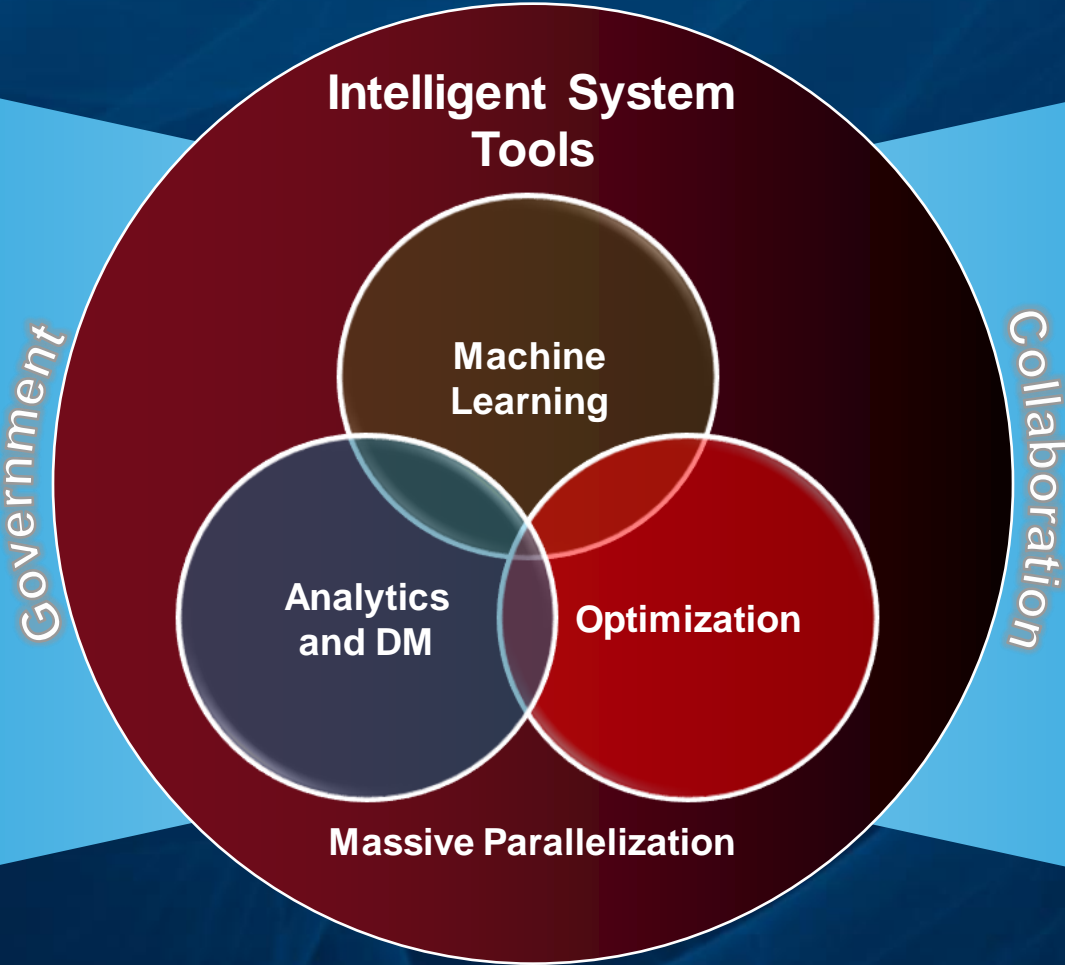 Intelligent System
Tools
Machine
Learning
Analytics
and DM
Optimization
Massive Parallelization
Government
Collaboration